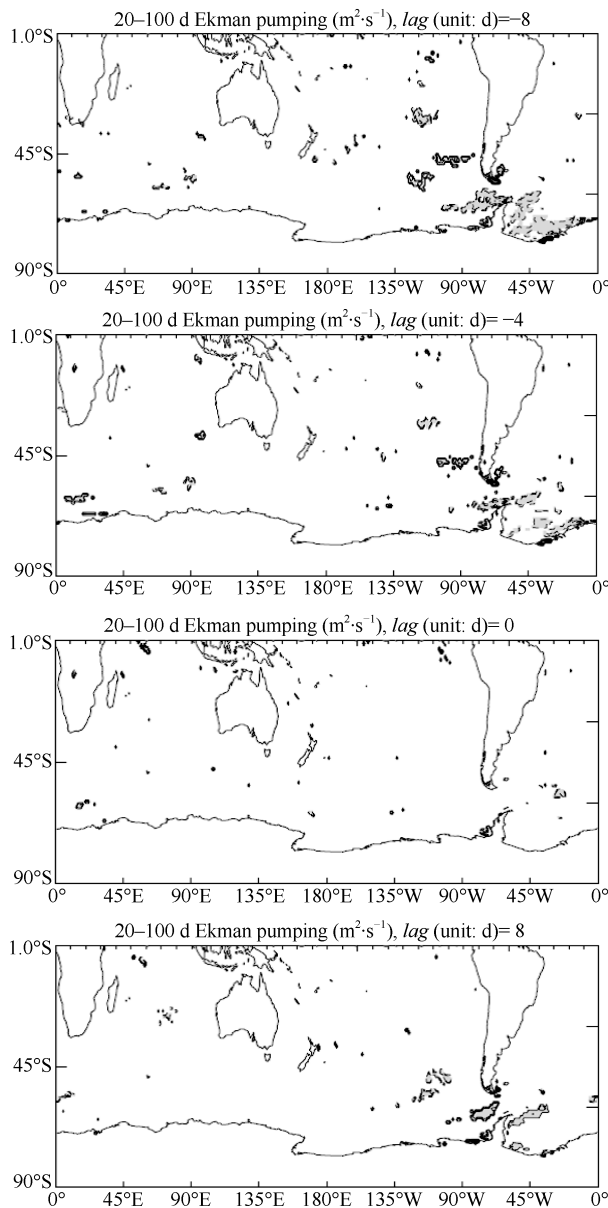 20–100 d Ekman pumping (m²·s⁻¹), lag (unit: d)=−8
1.0°S
45°S
90°S
0° 45°E 90°E 135°E 180°E 135°W 90°W 45°W 0°
20–100 d Ekman pumping (m²·s⁻¹), lag (unit: d)= −4
1.0°S
45°S
90°S
0° 45°E 90°E 135°E 180°E 135°W 90°W 45°W 0°
20–100 d Ekman pumping (m²·s⁻¹), lag (unit: d)= 0
1.0°S
45°S
90°S
0° 45°E 90°E 135°E 180°E 135°W 90°W 45°W 0°
20–100 d Ekman pumping (m²·s⁻¹), lag (unit: d)= 8
1.0°S
45°S
90°S
0° 45°E 90°E 135°E 180°E 135°W 90°W 45°W 0°